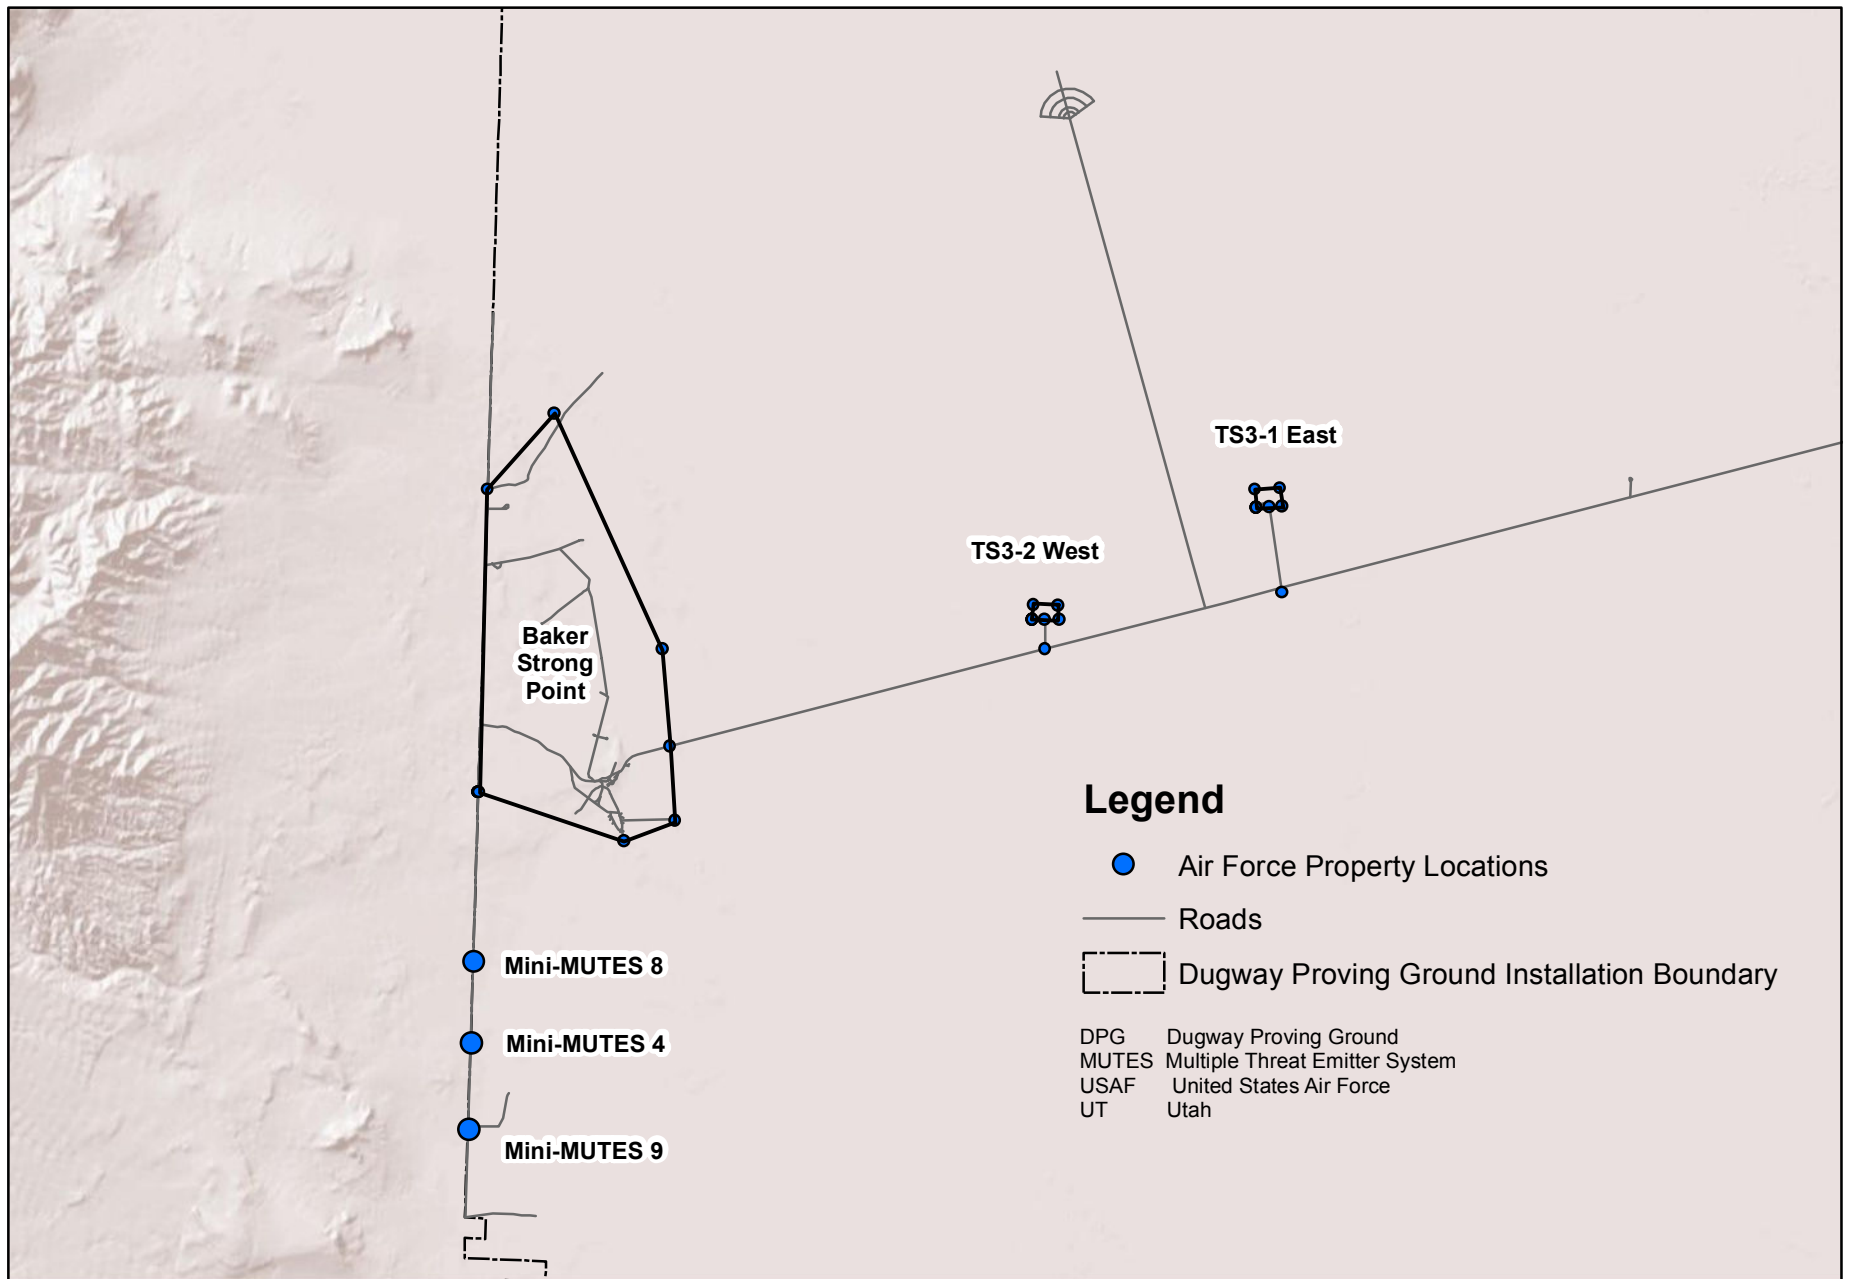 TS3-1 East
TS3-2 West
Baker
Strong
Point
Mini-MUTES 8
Mini-MUTES 4
Mini-MUTES 9
Legend
Air Force Property Locations
Roads
Dugway Proving Ground Installation Boundary
DPG Dugway Proving Ground
MUTES Multiple Threat Emitter System
USAF United States Air Force
UT Utah